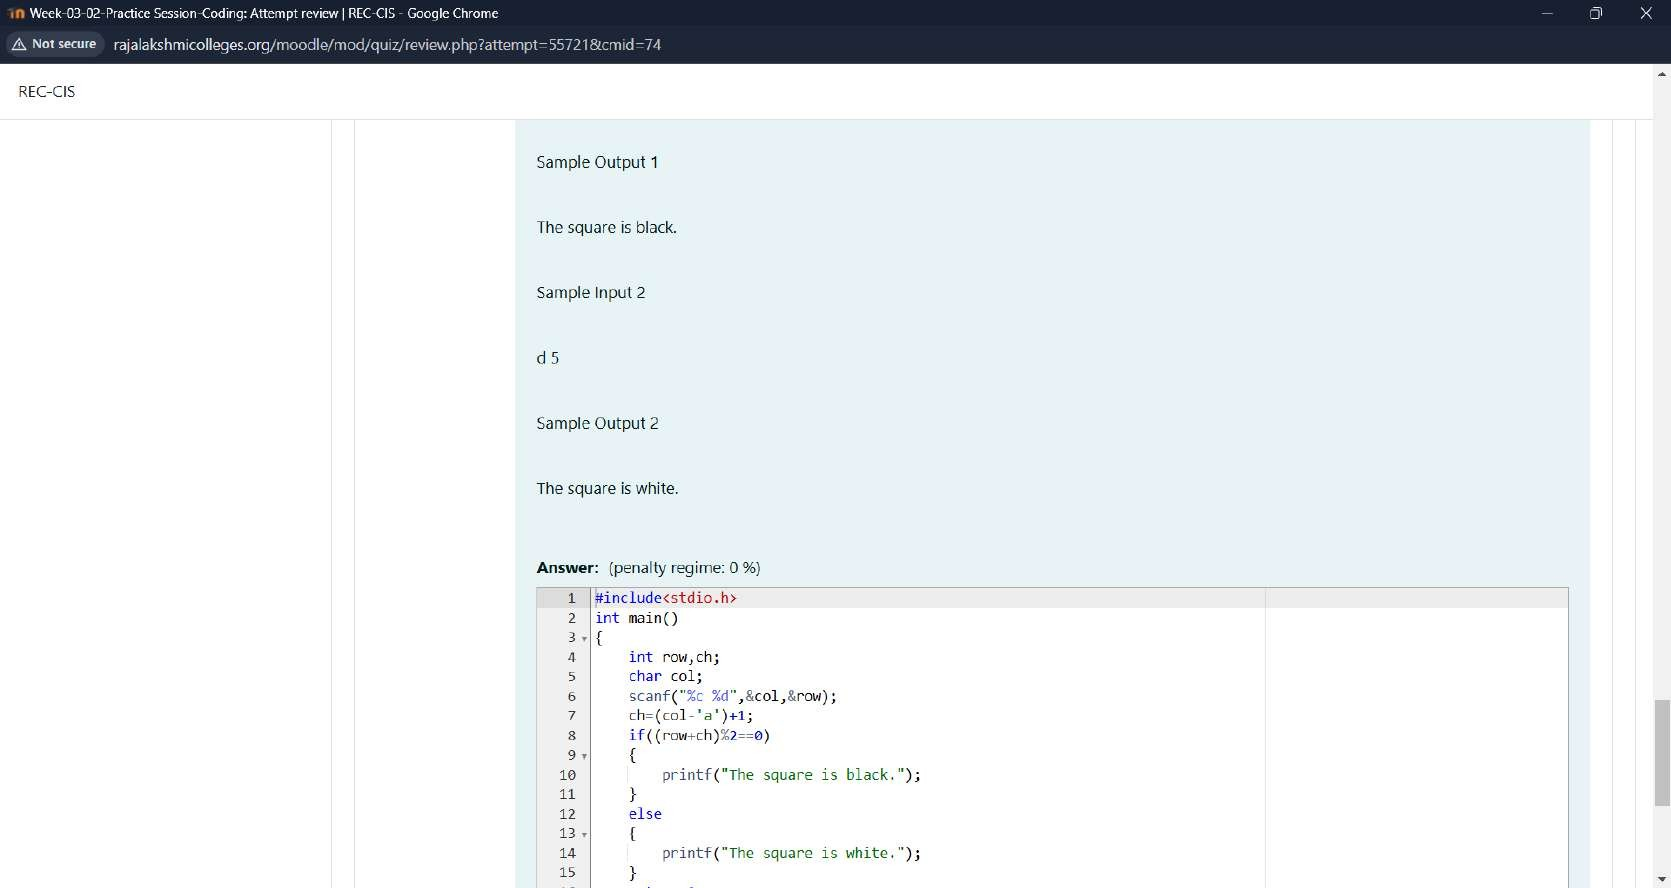 Week-03-02-Practice Session-Coding: Attempt review | REC-CIS - Google Chrome
Not secure rajalakshmicolleges.org/moodle/mod/quiz/review.php?attempt=55721&cmid=74
REC-CIS
Sample Output 1
The square is black.
Sample Input 2
d 5
Sample Output 2
The square is white.
Answer: (penalty regime: 0 %)
1 #include<stdio.h>
2 int main()
3 {
4 int row,ch;
5 char col;
6 scanf("%c %d",&col,&row);
7 ch=(col-'a')+1;
8 if((row+ch)%2==0)
9 {
10 printf("The square is black.");
11 }
12 else
13 {
14 printf("The square is white.");
15 }